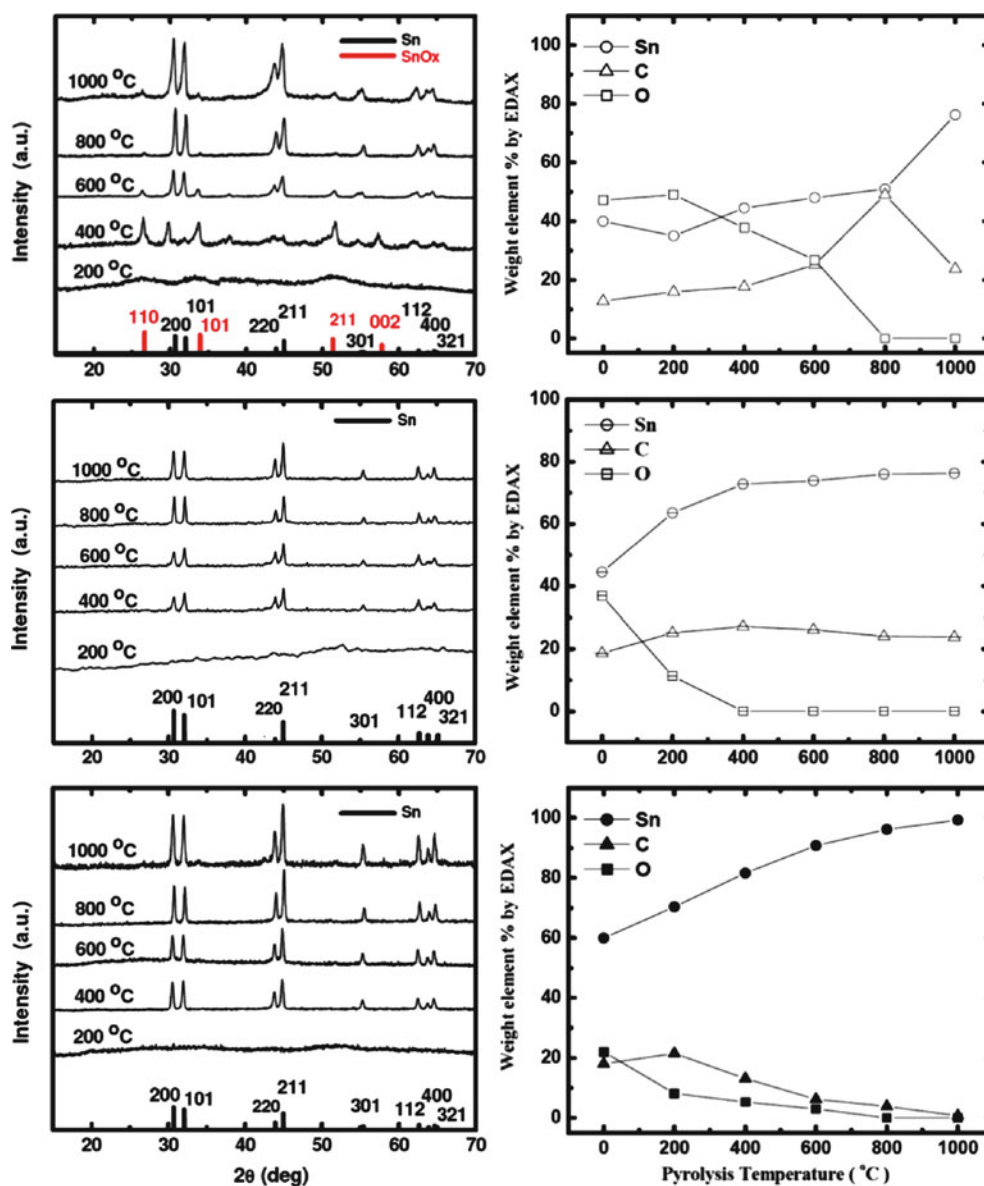 Intensity (a.u.)
Sn
SnOx
1000 °C
800 °C
600 °C
400 °C
200 °C
110
200
101
101
220
211
301
211
002
112
400
321
20 30 40 50 60 70
Weight element % by EDAX
100
80
60
40
20
0
Sn
C
O
0 200 400 600 800 1000
Intensity (a.u.)
Sn
1000 °C
800 °C
600 °C
400 °C
200 °C
200
101
220
211
301
112
400
321
20 30 40 50 60 70
Weight element % by EDAX
100
80
60
40
20
0
Sn
C
O
0 200 400 600 800 1000
Intensity (a.u.)
Sn
1000 °C
800 °C
600 °C
400 °C
200 °C
200
101
220
211
301
112
400
321
20 30 40 50 60 70
2θ (deg)
Weight element % by EDAX
100
80
60
40
20
0
Sn
C
O
0 200 400 600 800 1000
Pyrolysis Temperature (°C)